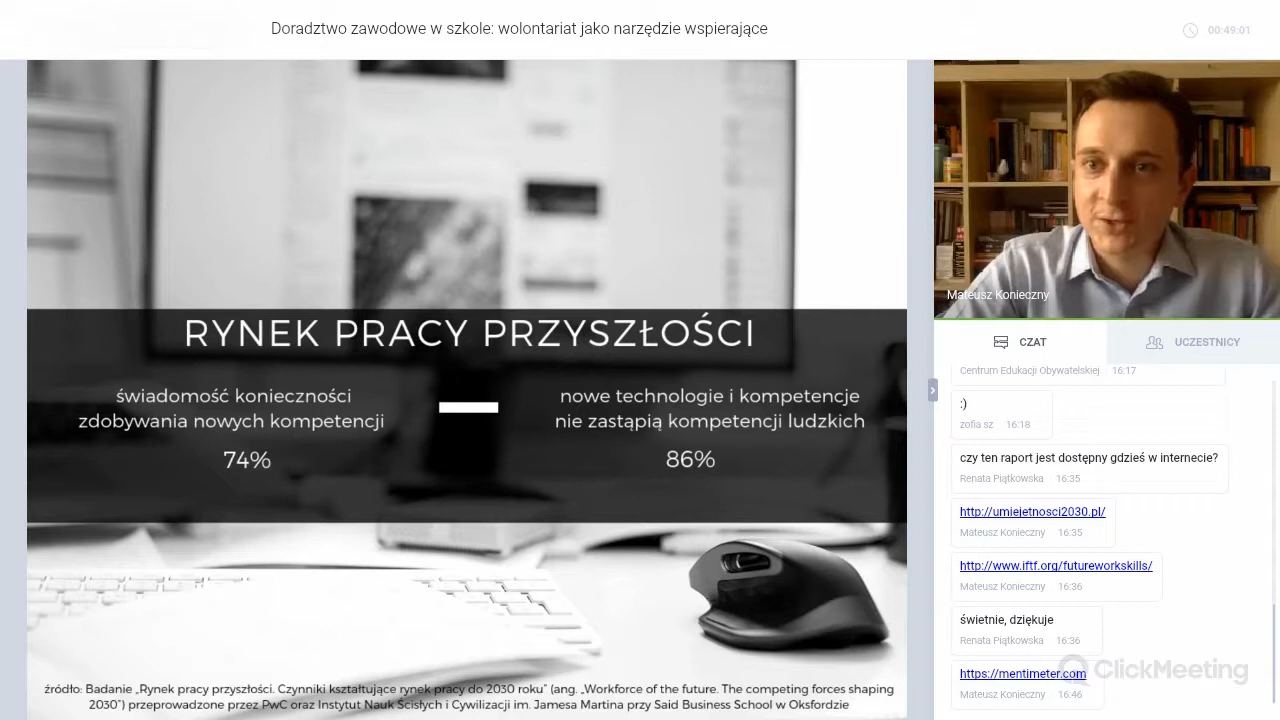 Doradztwo zawodowe w szkole: wolontariat jako narzędzie wspierające
00:49:01
RYNEK PRACY PRZYSZŁOŚCI
świadomość konieczności
zdobywania nowych kompetencji
74%
nowe technologie i kompetencje
nie zastąpią kompetencji ludzkich
86%
źródło: Badanie „Rynek pracy przyszłości. Czynniki kształtujące rynek pracy do 2030 roku” (ang. „Workforce of the future. The competing forces shaping
2030”) przeprowadzone przez PwC oraz Instytut Nauk Ścisłych i Cywilizacji im. Jamesa Martina przy Said Business School w Oksfordzie
Mateusz Konieczny
CZAT
UCZESTNICY
Centrum Edukacji Obywatelskiej 16:17
:)
zofia sz 16:18
czy ten raport jest dostępny gdzieś w internecie?
Renata Piątkowska 16:35
http://umiejetnosci2030.pl/
Mateusz Konieczny 16:35
http://www.iftf.org/futureworkskills/
Mateusz Konieczny 16:36
świetnie, dziękuje
Renata Piątkowska 16:36
https://mentimeter.com
Mateusz Konieczny 16:46
ClickMeeting